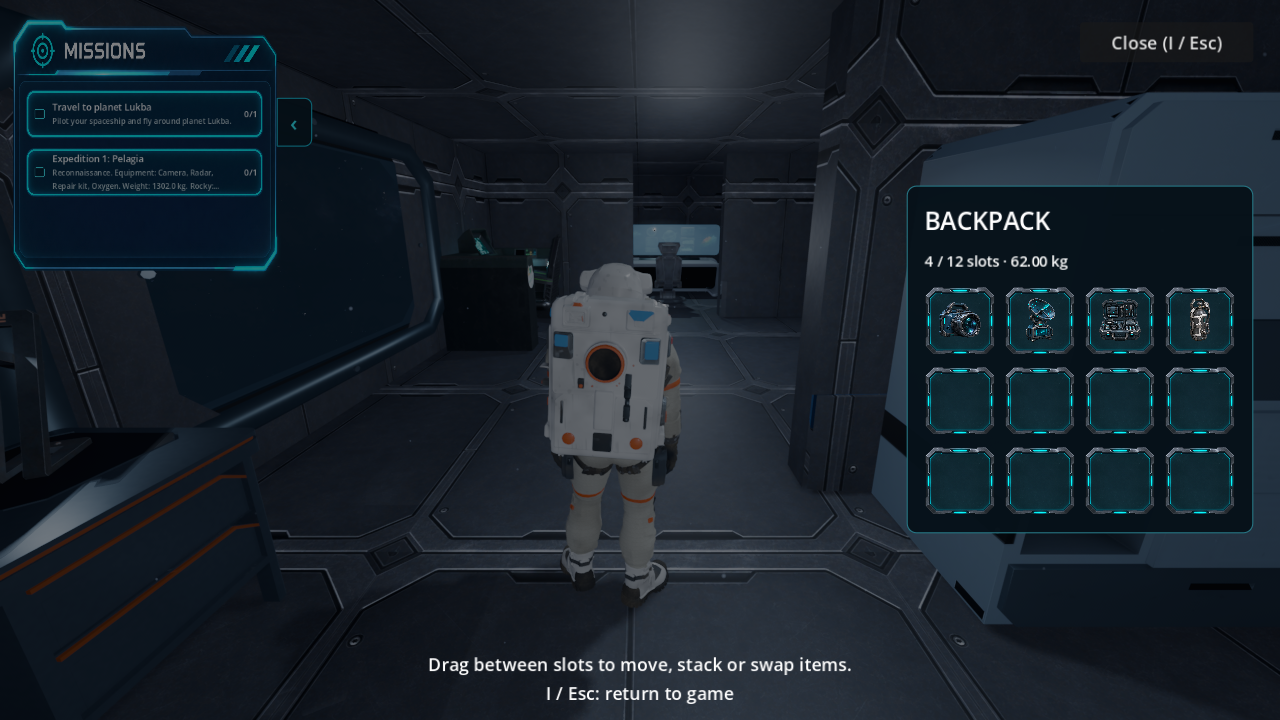 MISSIONS
Travel to planet Lukba
Pilot your spaceship and fly around planet Lukba.
0/1
Expedition 1: Pelagia
Reconnaissance. Equipment: Camera, Radar,
Repair kit, Oxygen. Weight: 1302.0 kg. Rocky:...
0/1
Close (I / Esc)
BACKPACK
4 / 12 slots · 62.00 kg
Drag between slots to move, stack or swap items.
I / Esc: return to game